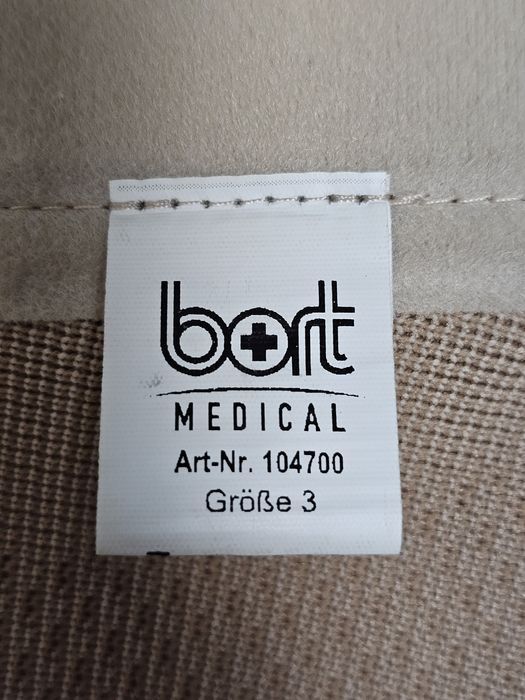 bort
MEDICAL
Art-Nr. 104700
Größe 3